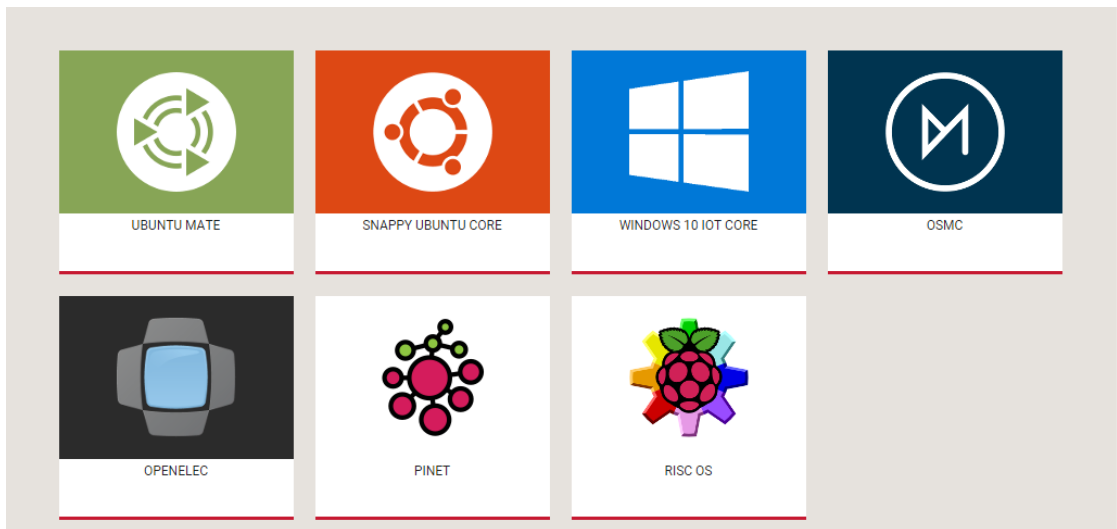 UBUNTU MATE
SNAPPY UBUNTU CORE
WINDOWS 10 IOT CORE
OSMC
OPENELEC
PINET
RISC OS